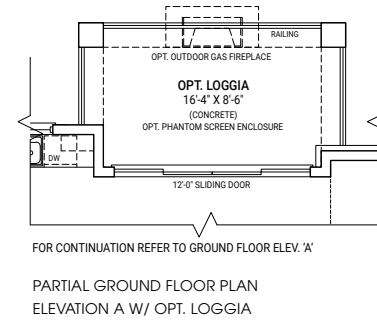 RAILING
OPT. OUTDOOR GAS FIREPLACE
OPT. LOGGIA
16'-4" X 8'-6"
(CONCRETE)
OPT. PHANTOM SCREEN ENCLOSURE
DW
12'-0" SLIDING DOOR
FOR CONTINUATION REFER TO GROUND FLOOR ELEV. 'A'
PARTIAL GROUND FLOOR PLAN
ELEVATION A W/ OPT. LOGGIA